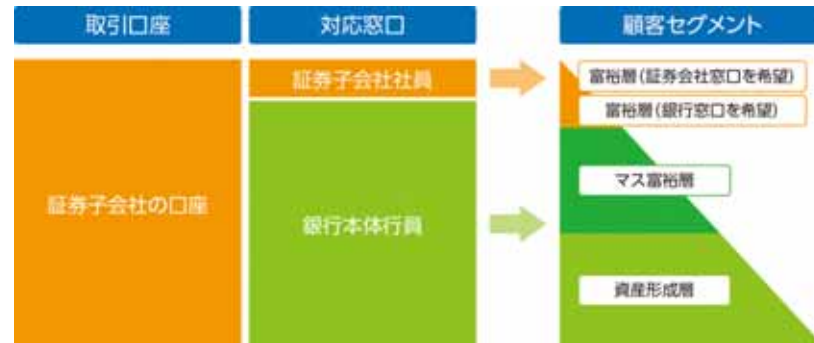 取引口座
対応窓口
顧客セグメント
証券子会社の口座
証券子会社社員
銀行本体行員
富裕層(証券会社窓口を希望)
富裕層(銀行窓口を希望)
マス富裕層
資産形成層